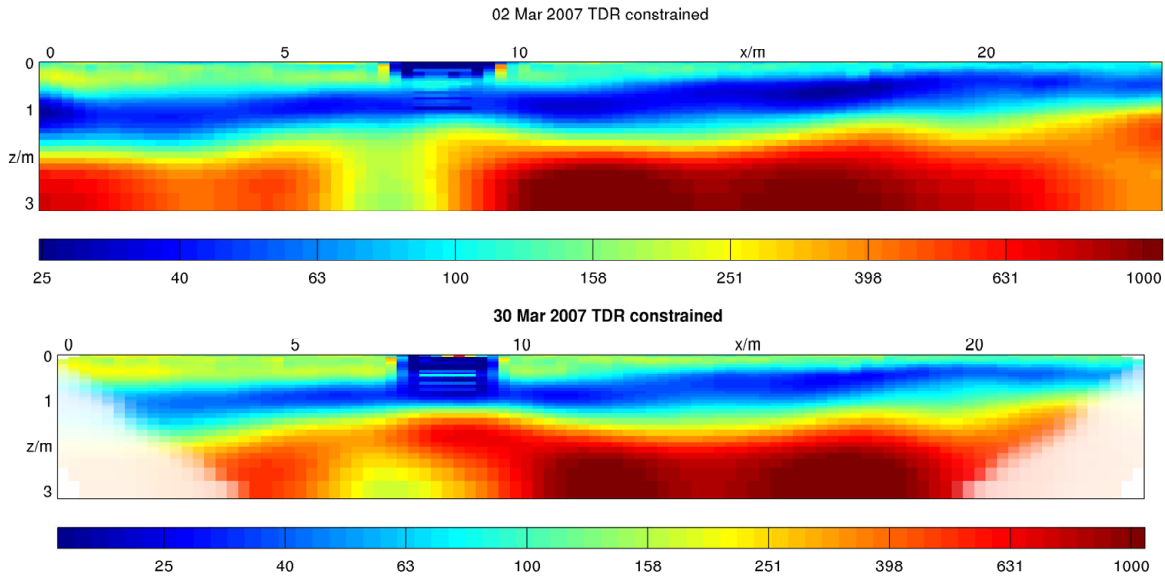 02 Mar 2007 TDR constrained
0 5 10 x/m 20
0
1
z/m
3
25 40 63 100 158 251 398 631 1000
30 Mar 2007 TDR constrained
0 5 10 x/m 20
0
1
z/m
3
25 40 63 100 158 251 398 631 1000